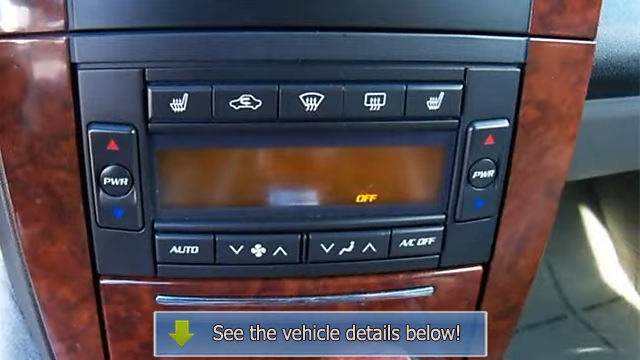 PWR
PWR
OFF
AUTO
A/C OFF
See the vehicle details below!